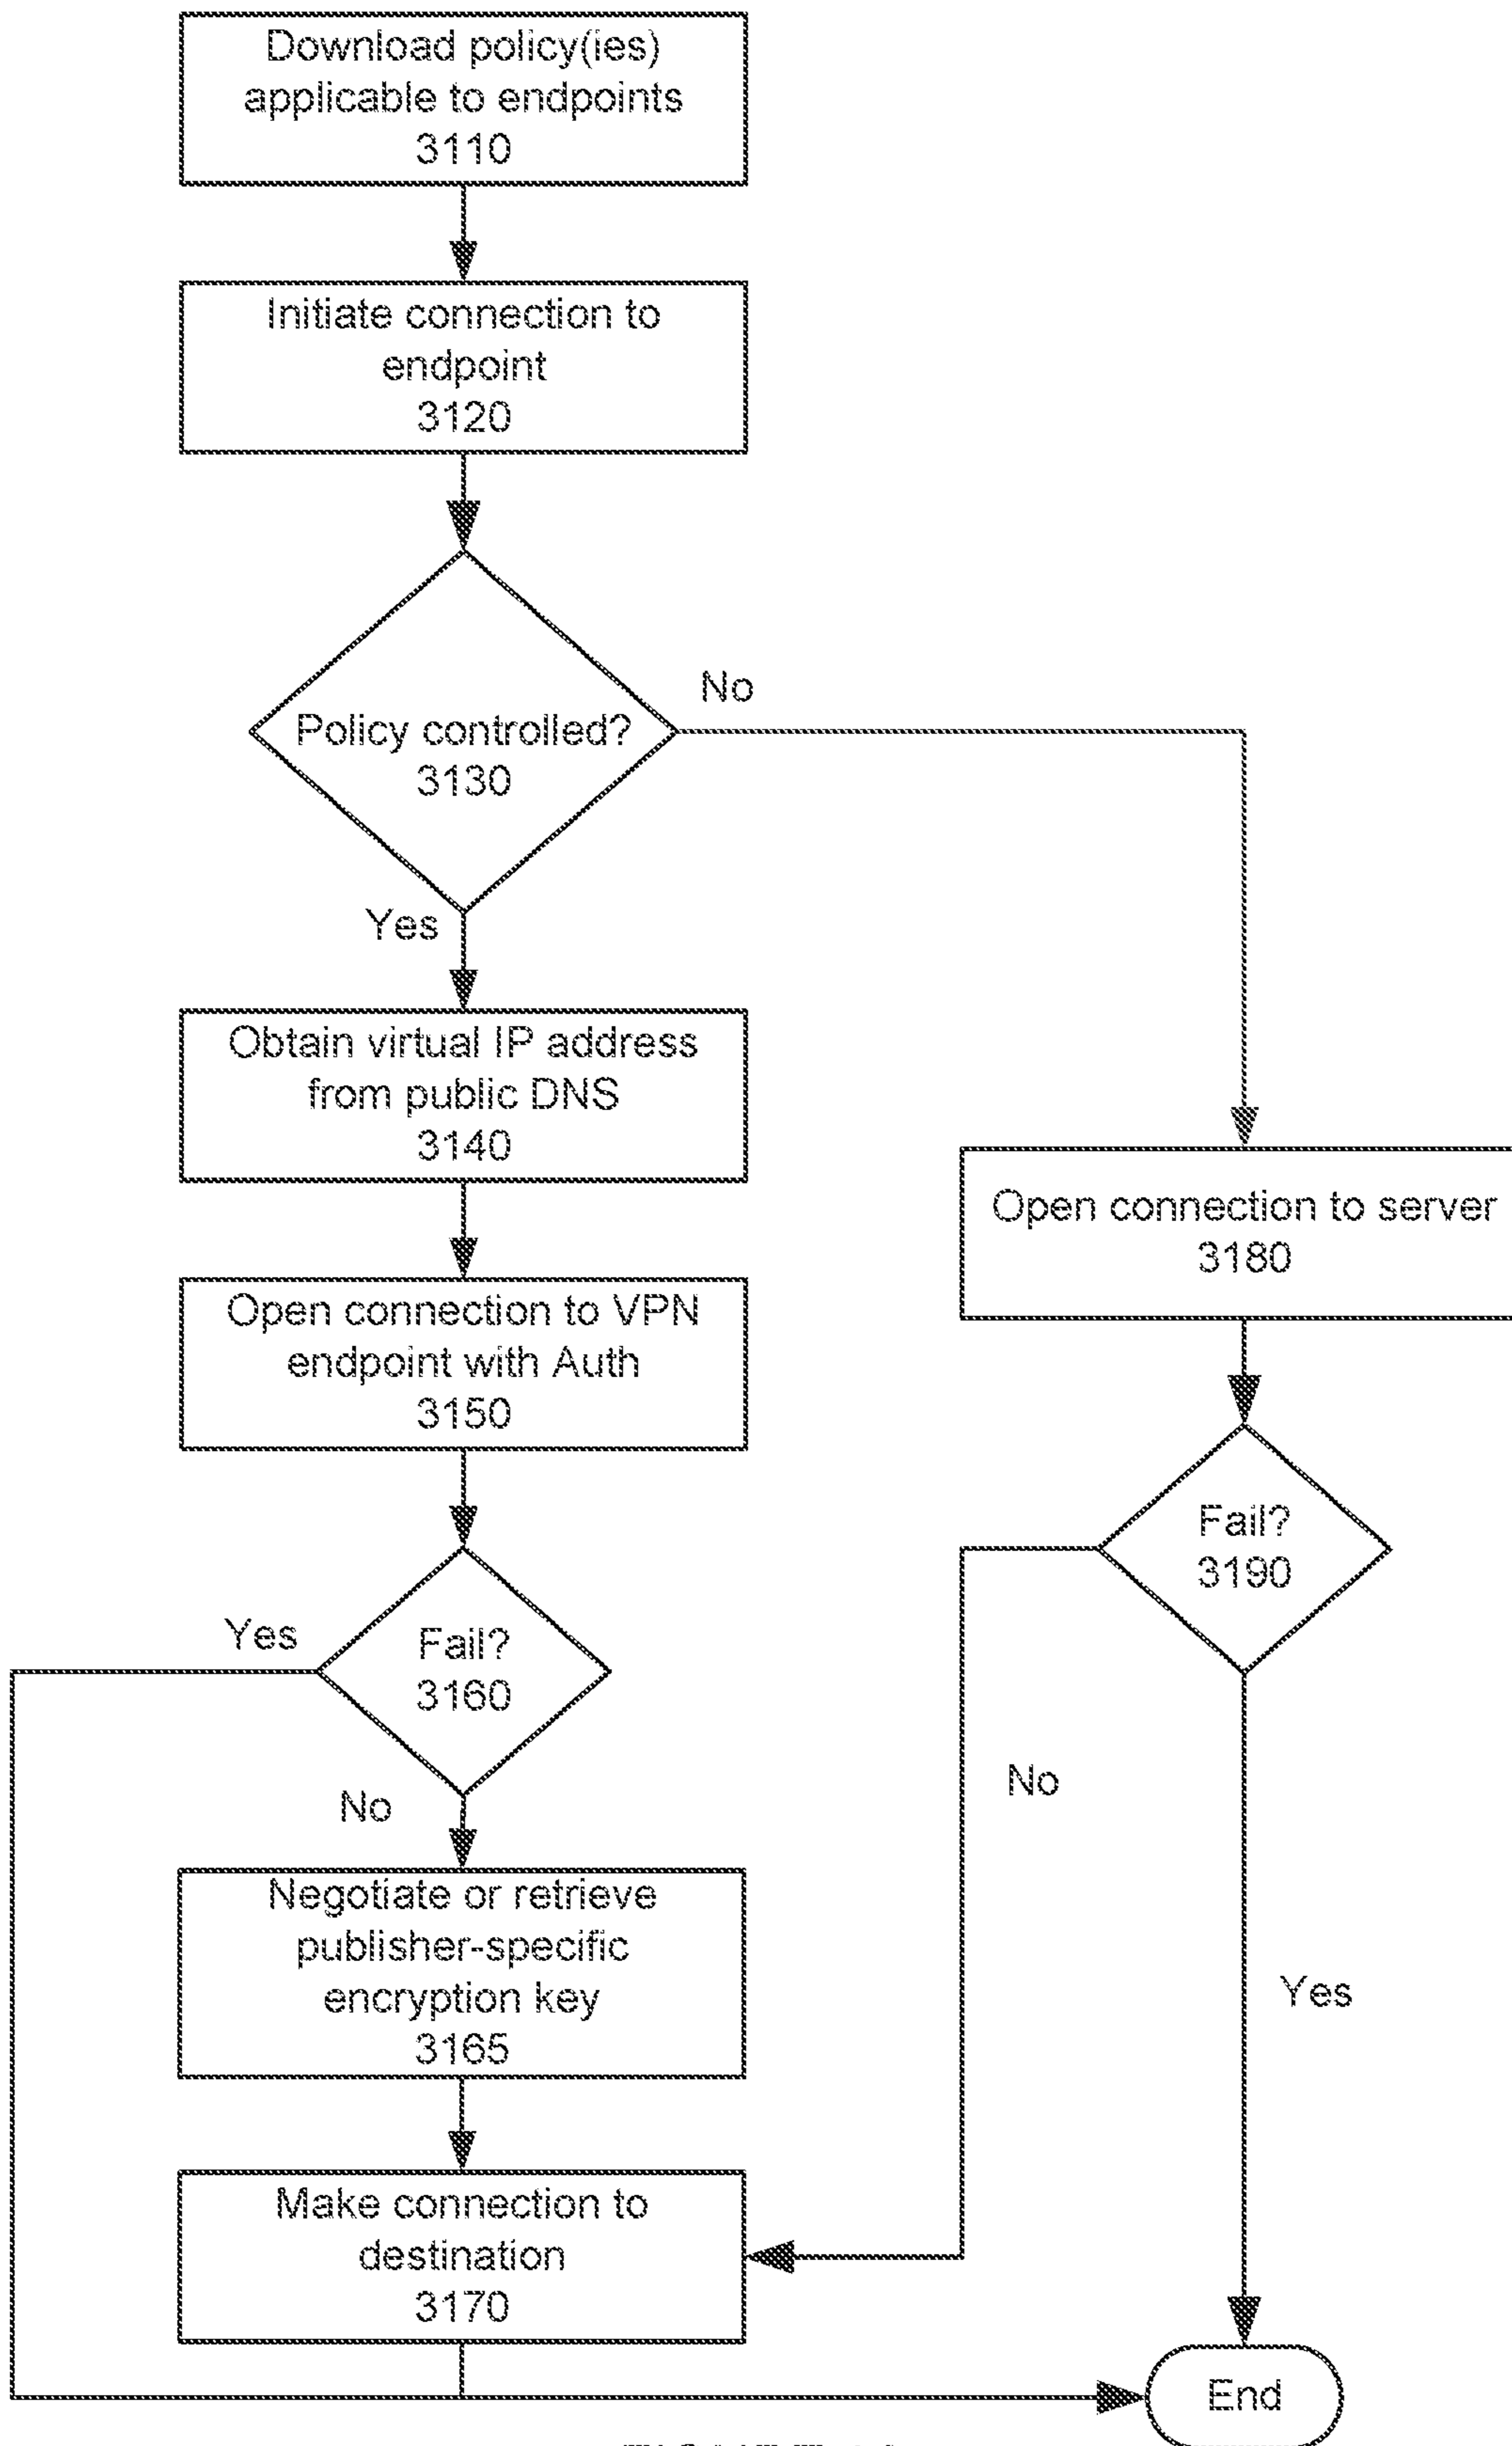 Download policy(ies)
applicable to endpoints
3110
Initiate connection to
endpoint
3120
No
Policy controlled?
3130
Yes
Obtain virtual IP address
from public DNS
3140
Open connection to server
3180
Open connection to VPN
endpoint with Auth
3150
Fail?
3190
Yes
Fail?
3160
No
No
Negotiate or retrieve
publisher-specific
encryption key
3165
Yes
Make connection to
destination
3170
End